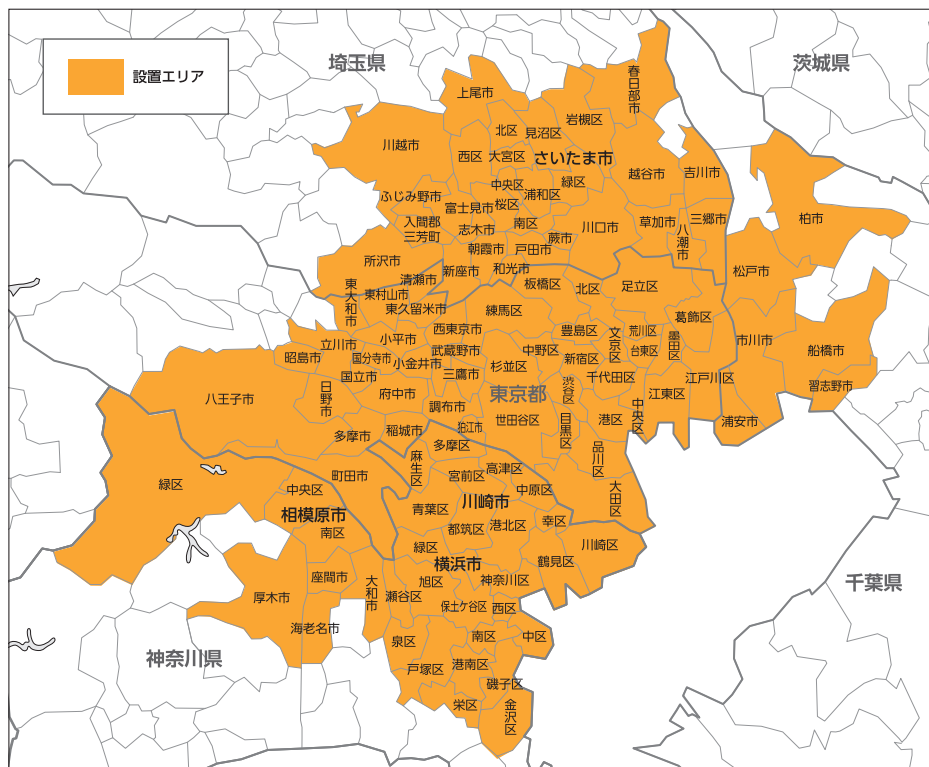 設置エリア
埼玉県
茨城県
上尾市
春日部市
岩槻区
北区
見沼区
川越市
西区
大宮区
さいたま市
越谷市
吉川市
中央区
緑区
浦和区
ふじみ野市
富士見市
桜区
入間郡
三芳町
志木市
南区
川口市
草加市
八潮市
三郷市
柏市
蕨市
朝霞市
戸田市
所沢市
新座市
和光市
清瀬市
松戸市
東大和市
東村山市
東久留米市
板橋区
北区
足立区
練馬区
葛飾区
西東京市
豊島区
文京区
荒川区
墨田区
立川市
小平市
市川市
昭島市
国分寺市
小金井市
武蔵野市
中野区
新宿区
台東区
船橋市
杉並区
国立市
三鷹市
千代田区
江戸川区
習志野市
八王子市
日野市
府中市
東京都
渋谷区
江東区
調布市
中央区
狛江市
世田谷区
目黒区
港区
浦安市
多摩市
稲城市
多摩区
品川区
麻生区
町田市
宮前区
高津区
緑区
中央区
中原区
大田区
相模原市
川崎市
青葉区
南区
都筑区
港北区
幸区
川崎区
緑区
横浜市
鶴見区
座間市
大和市
旭区
神奈川区
千葉県
厚木市
瀬谷区
保土ケ谷区
西区
海老名市
泉区
南区
中区
神奈川県
戸塚区
港南区
磯子区
栄区
金沢区